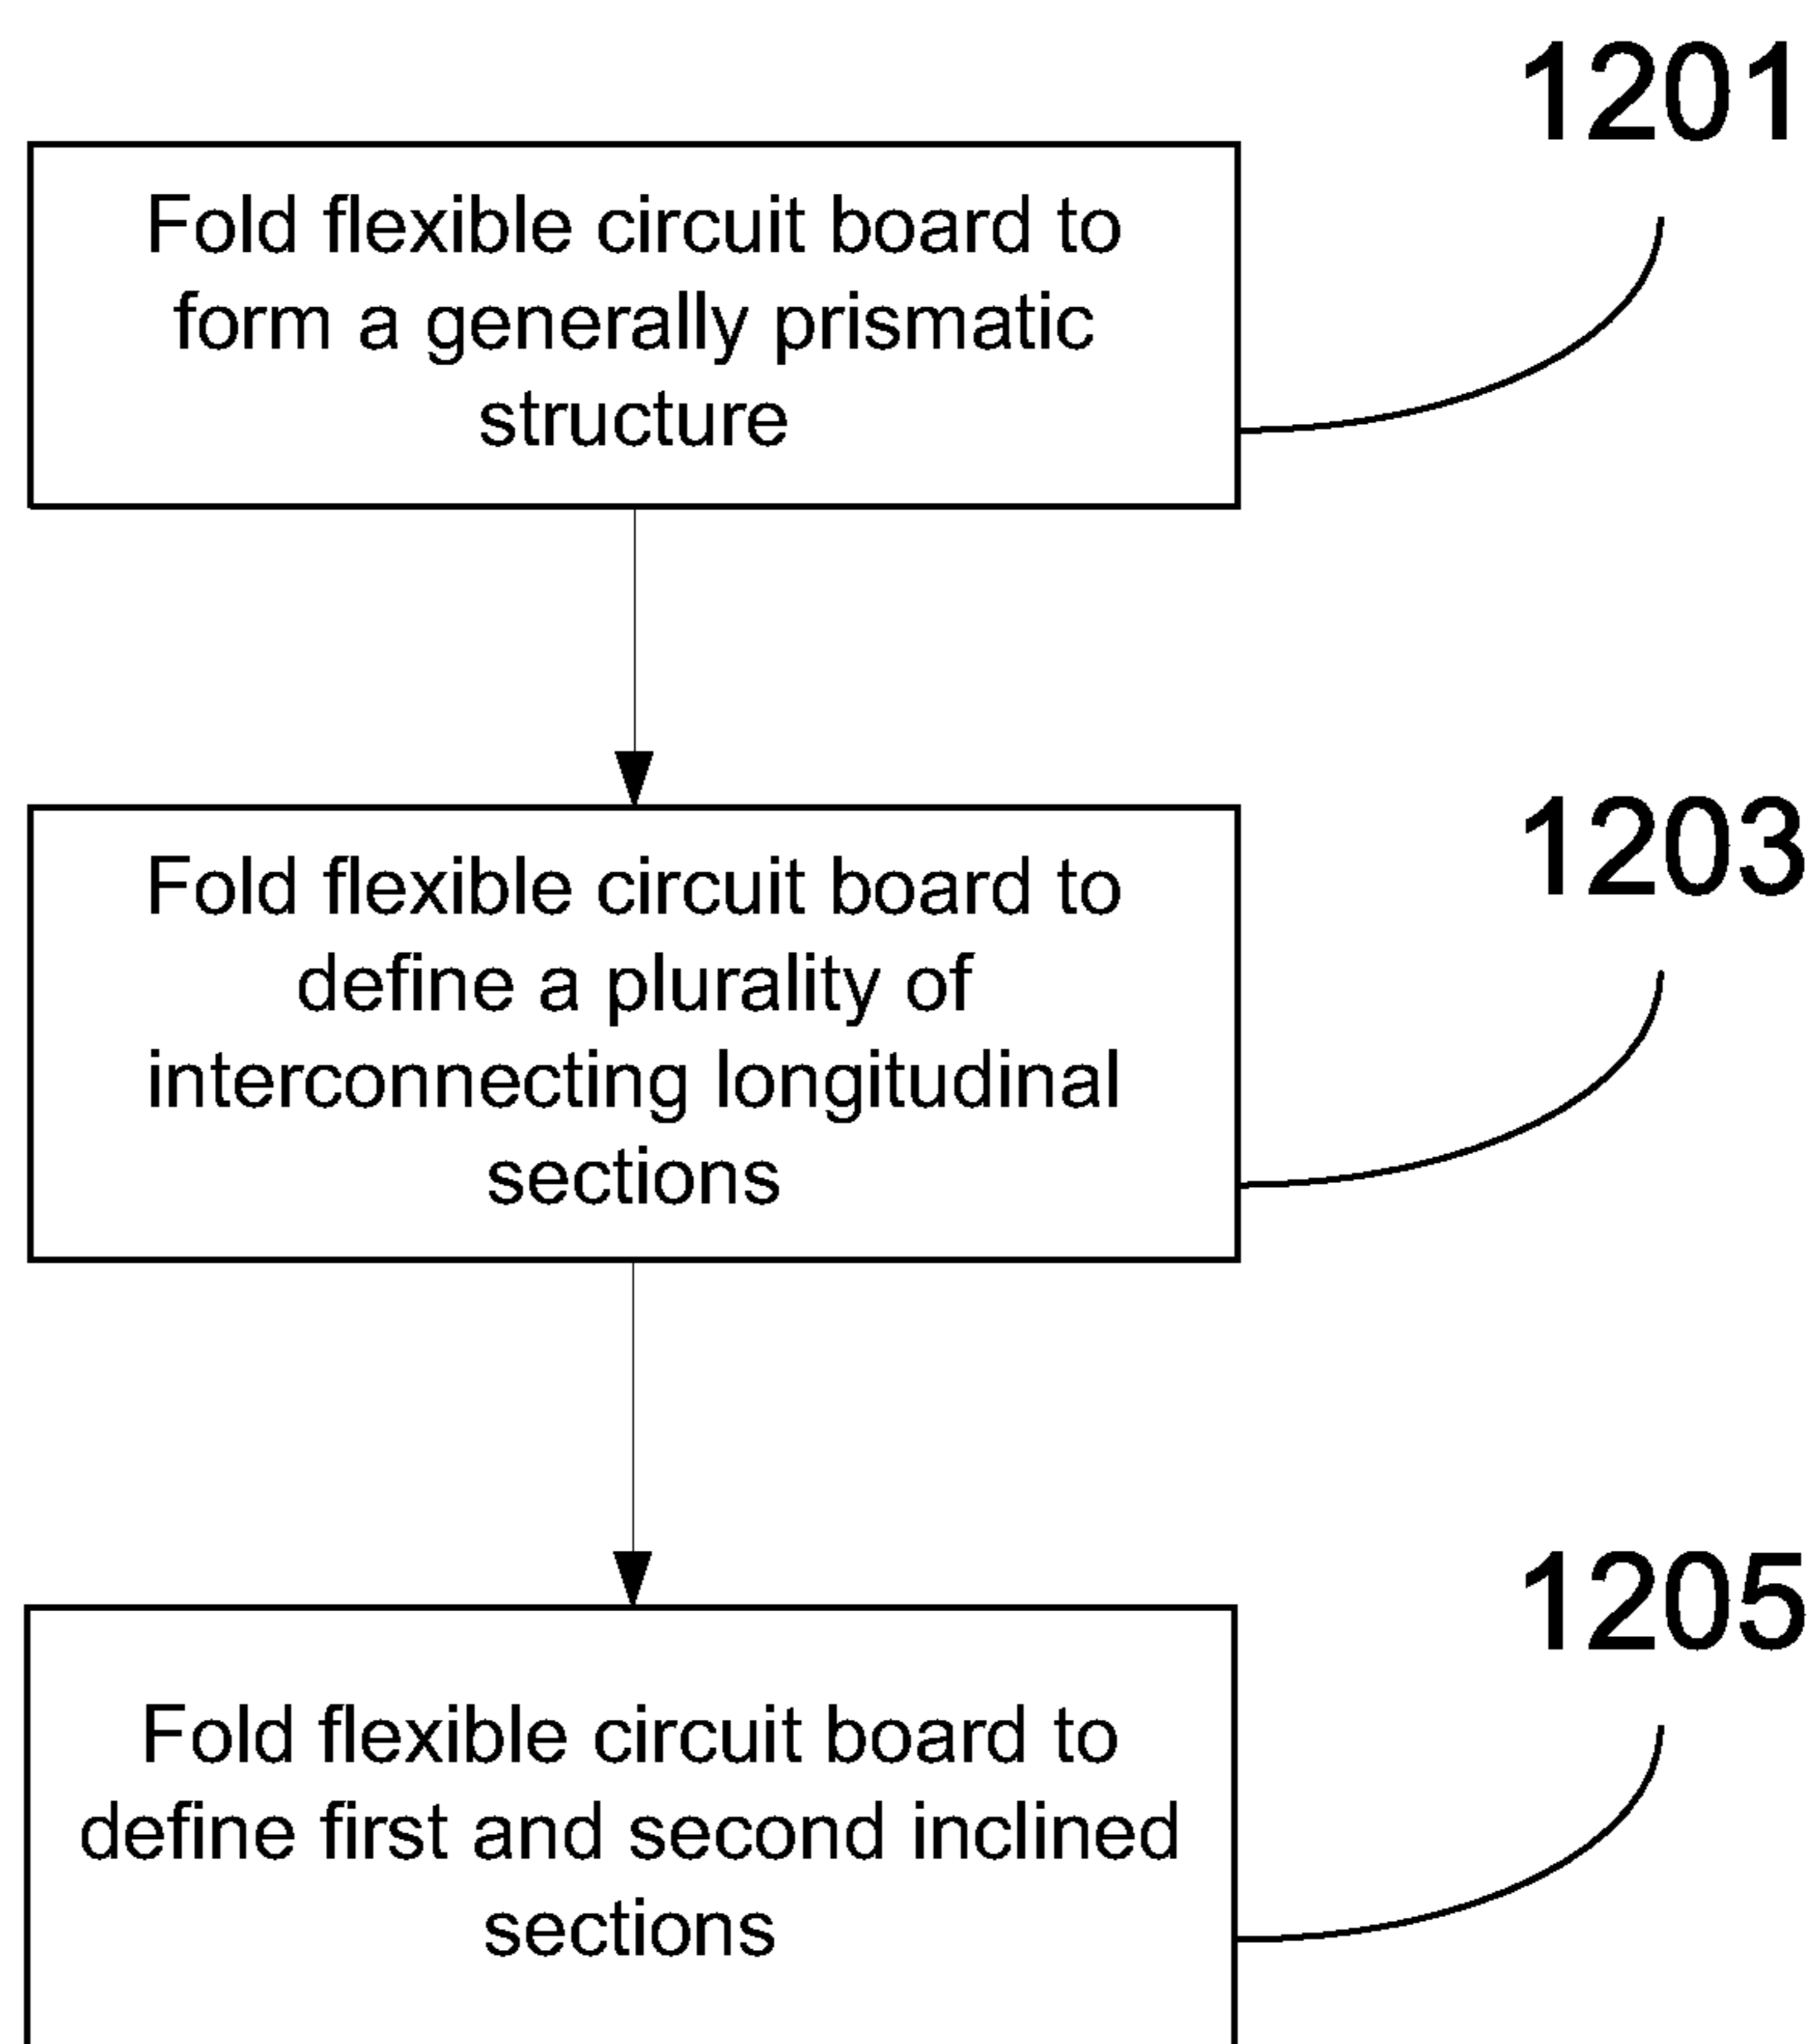 1201
Fold flexible circuit board to
form a generally prismatic
structure
1203
Fold flexible circuit board to
define a plurality of
interconnecting longitudinal
sections
1205
Fold flexible circuit board to
define first and second inclined
sections